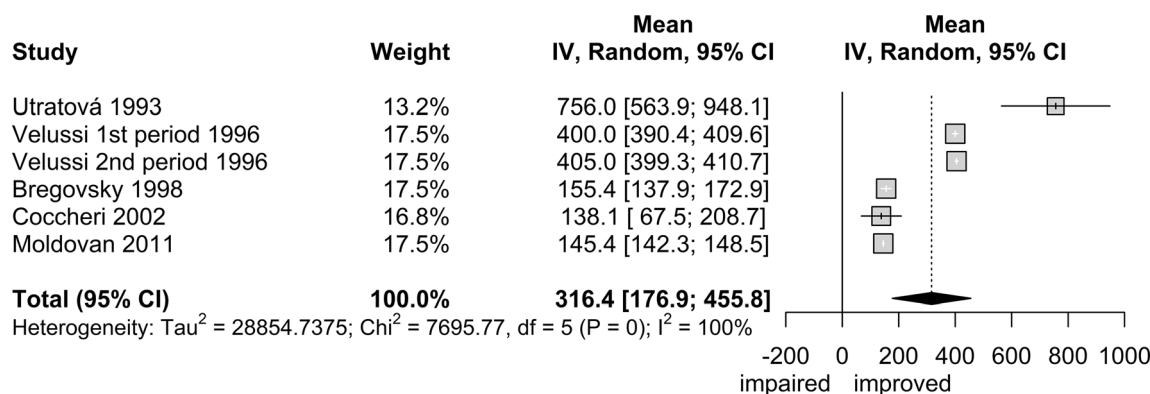 Mean Mean
Study Weight IV, Random, 95% CI IV, Random, 95% CI
Utratová 1993 13.2% 756.0 [563.9; 948.1]
Velussi 1st period 1996 17.5% 400.0 [390.4; 409.6]
Velussi 2nd period 1996 17.5% 405.0 [399.3; 410.7]
Bregovsky 1998 17.5% 155.4 [137.9; 172.9]
Coccheri 2002 16.8% 138.1 [ 67.5; 208.7]
Moldovan 2011 17.5% 145.4 [142.3; 148.5]
Total (95% CI) 100.0% 316.4 [176.9; 455.8]
Heterogeneity: Tau² = 28854.7375; Chi² = 7695.77, df = 5 (P = 0); I² = 100%
-200 0 200 400 600 800 1000
impaired improved